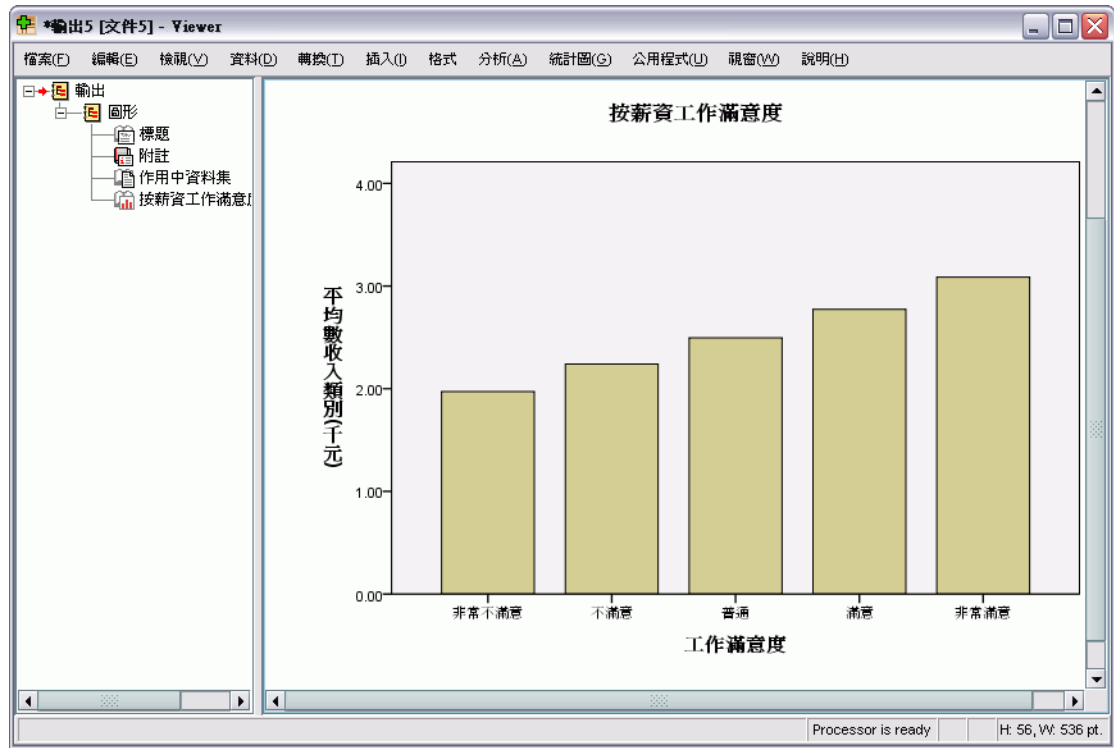 *輸出5 [文件5] - Viewer
檔案(F) 編輯(E) 檢視(V) 資料(D) 轉換(T) 插入(I) 格式 分析(A) 統計圖(G) 公用程式(U) 視窗(W) 說明(H)
輸出
圖形
標題
附註
作用中資料集
按薪資工作滿意度
按薪資工作滿意度
平均數收入類別(千元)
4.00
3.00
2.00
1.00
0.00
非常不滿意 不滿意 普通 滿意 非常滿意
工作滿意度
Processor is ready H: 56, W: 536 pt.